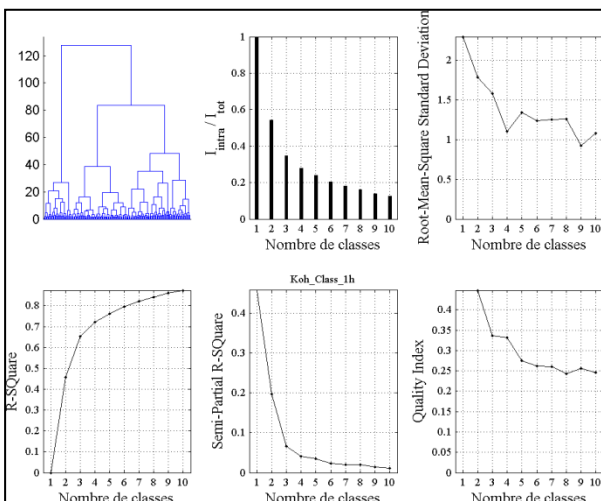 120
100
80
60
40
20
0
I_intra / I_tot
1
0.8
0.6
0.4
0.2
0
1 2 3 4 5 6 7 8 9 10
Nombre de classes
Root-Mean-Square Standard Deviation
2
1.5
1
0.5
0
1 2 3 4 5 6 7 8 9 10
Nombre de classes
R-SQuare
0.8
0.7
0.6
0.5
0.4
0.3
0.2
0.1
0
1 2 3 4 5 6 7 8 9 10
Nombre de classes
Koh_Class_1h
Semi-Partial R-SQuare
0.4
0.3
0.2
0.1
0
1 2 3 4 5 6 7 8 9 10
Nombre de classes
Quality Index
0.4
0.35
0.3
0.25
0.2
0.15
0.1
0.05
0
1 2 3 4 5 6 7 8 9 10
Nombre de classes